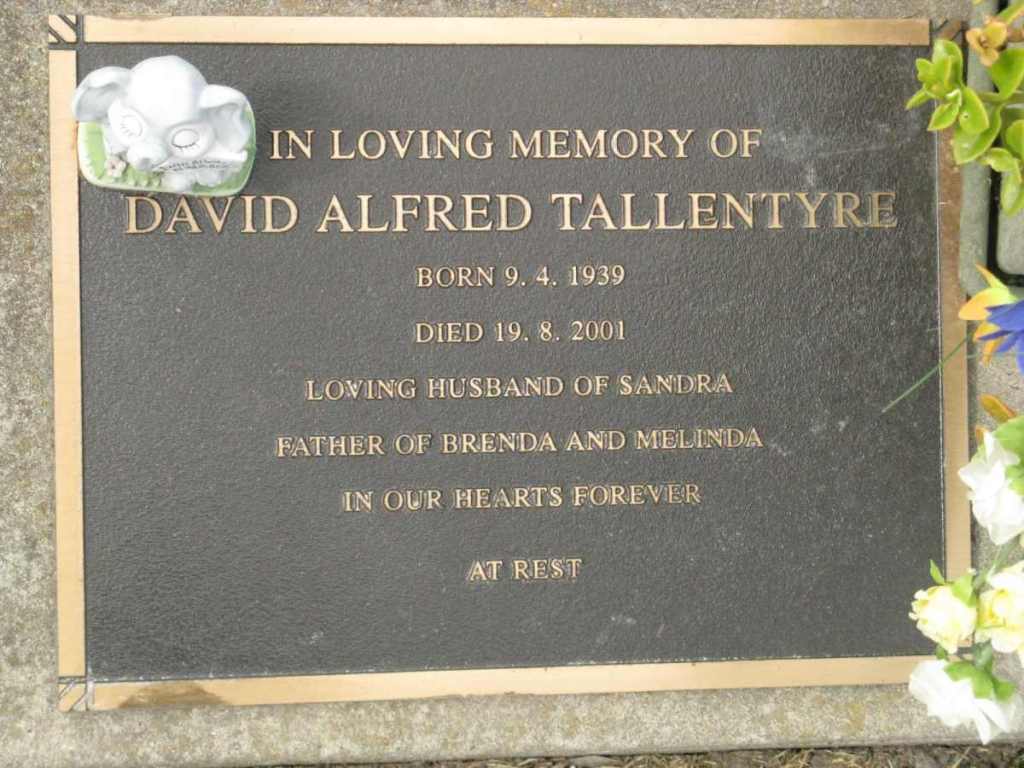 IN LOVING MEMORY OF
DAVID ALFRED TALLENTYRE
BORN 9. 4. 1939
DIED 19. 8. 2001
LOVING HUSBAND OF SANDRA
FATHER OF BRENDA AND MELINDA
IN OUR HEARTS FOREVER
AT REST